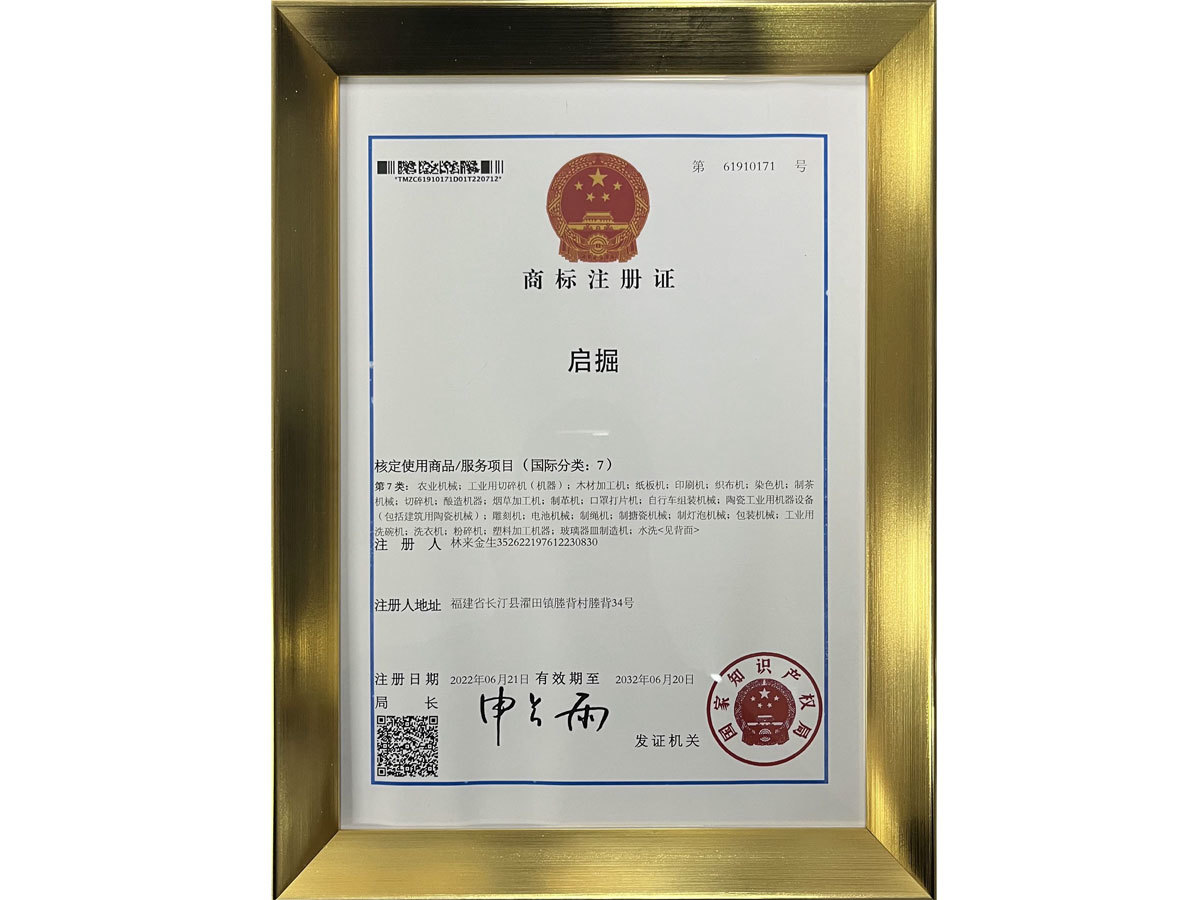 *TMZC61910171D01T220712*
第 61910171 号
商标注册证
启掘
核定使用商品/服务项目（国际分类：7）
第7类：农业机械；工业用切碎机（机器）；木材加工机；纸板机；印刷机；织布机；染色机；制茶
机械；切碎机；酿造机器；烟草加工机；制革机；口罩打片机；自行车组装机械；陶瓷工业用机器设备
（包括建筑用陶瓷机械）；雕刻机；电池机械；制绳机；制搪瓷机械；制灯泡机械；包装机械；工业用
洗碗机；洗衣机；粉碎机；塑料加工机器；玻璃器皿制造机；水洗<见背面>
注册人 林来金生352622197612230830
注册人地址 福建省长汀县濯田镇塍背村塍背34号
注册日期 2022年06月21日 有效期至 2032年06月20日
局长 申长雨
发证机关
国家知识产权局